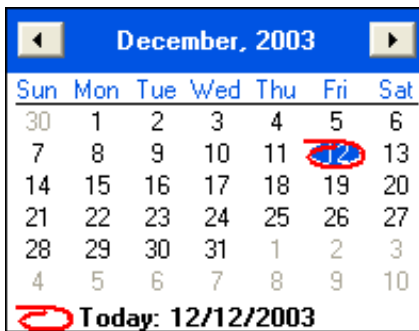 December, 2003
Sun Mon Tue Wed Thu Fri Sat
30 1 2 3 4 5 6
7 8 9 10 11 12 13
14 15 16 17 18 19 20
21 22 23 24 25 26 27
28 29 30 31 1 2 3
4 5 6 7 8 9 10
Today: 12/12/2003